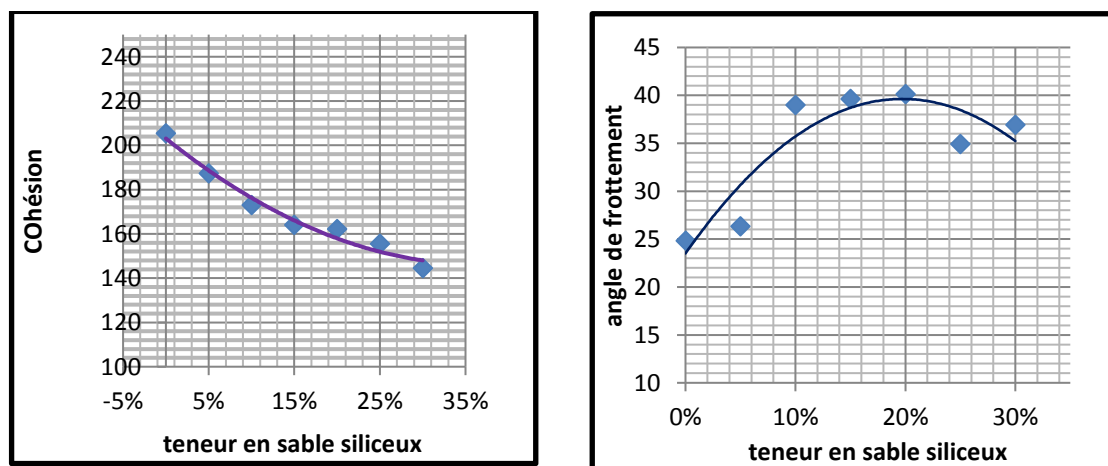 COhésion
240
220
200
180
160
140
120
100
-5% 5% 15% 25% 35%
teneur en sable siliceux
angle de frottement
45
40
35
30
25
20
15
10
0% 10% 20% 30%
teneur en sable siliceux